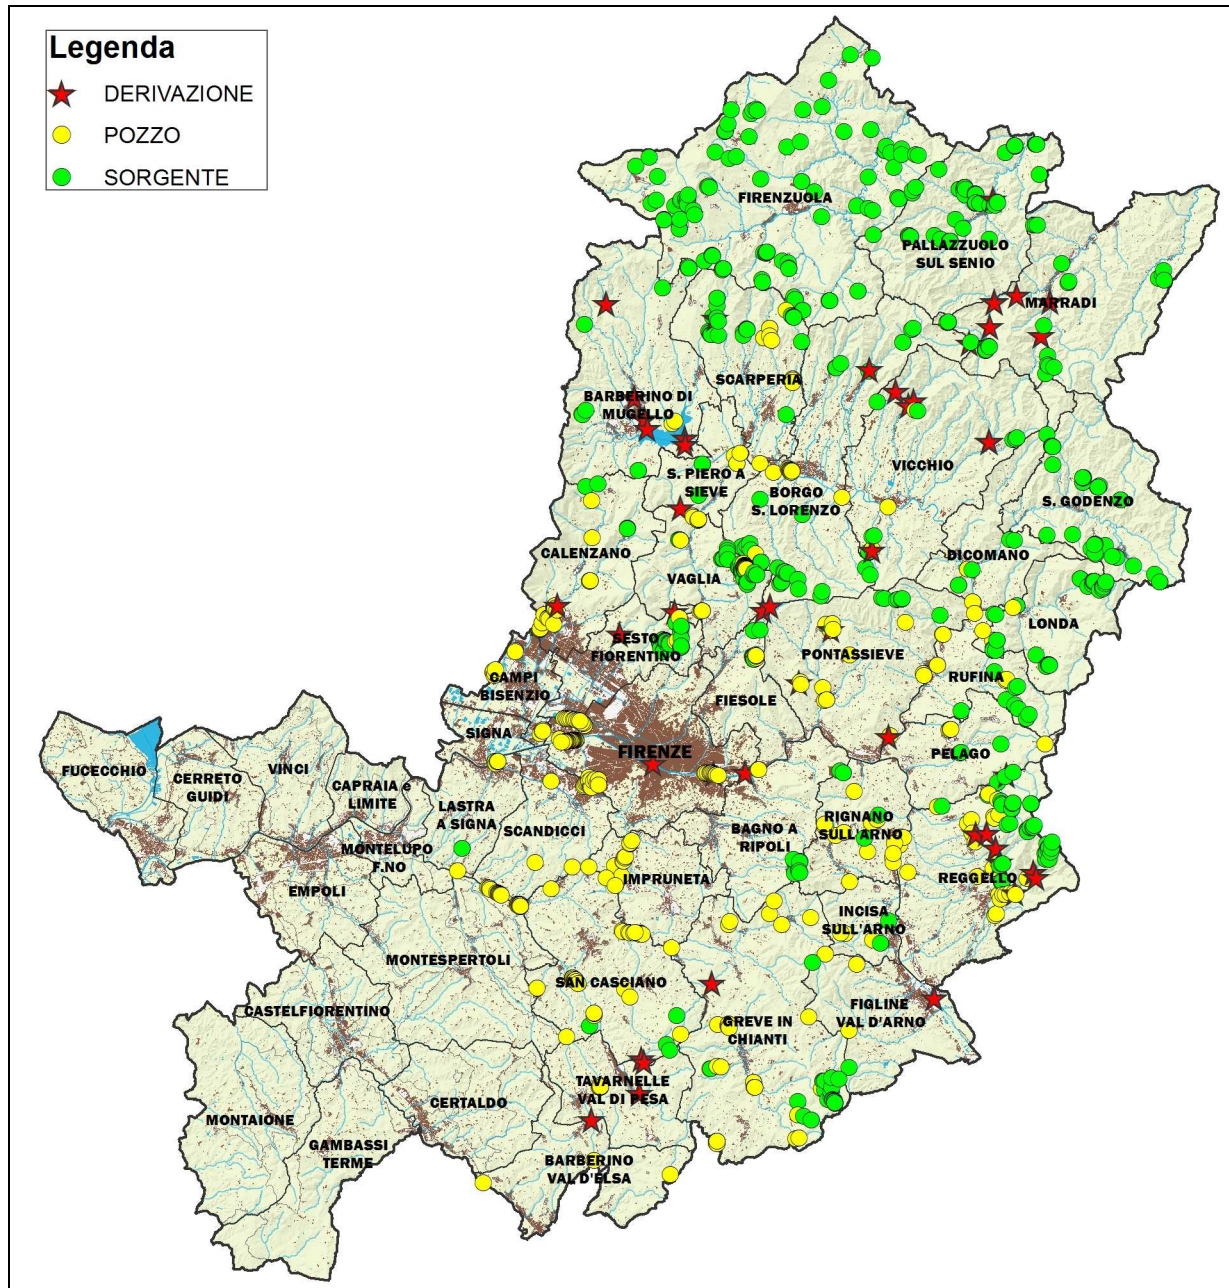 Legenda
DERIVAZIONE
POZZO
SORGENTE
FIRENZUOLA
PALLAZZUOLO
SUL SENIO
MARRADI
SCARPERIA
BARBERINO DI
MUGELLO
VICCHIO
S. PIERO A
SIEVE
BORGO
S. LORENZO
S. GODENZO
CALENZANO
DICOMANO
VAGLIA
LONDA
SESTO
FIORENTINO
PONTASSIEVE
RUFINA
CAMPI
BISENZIO
FIESOLE
SIGNA
FIRENZE
PELAGO
FUCECCHIO
CERRETO
GUIDI
VINCI
CAPRAIA e
LIMITE
LASTRA
A SIGNA
SCANDICCI
BAGNO A
RIPOLI
RIGNANO
SULL'ARNO
MONTELUPO
F.NO
EMPOLI
IMPRUNETA
REGGELLO
INCISA
SULL'ARNO
MONTESPERTOLI
SAN CASCIANO
CASTELFIORENTINO
GREVE IN
CHIANTI
FIGLINE
VAL D'ARNO
TAVARNELLE
VAL DI PESA
CERTALDO
MONTAIONE
GAMBASSI
TERME
BARBERINO
VAL D'ELSA